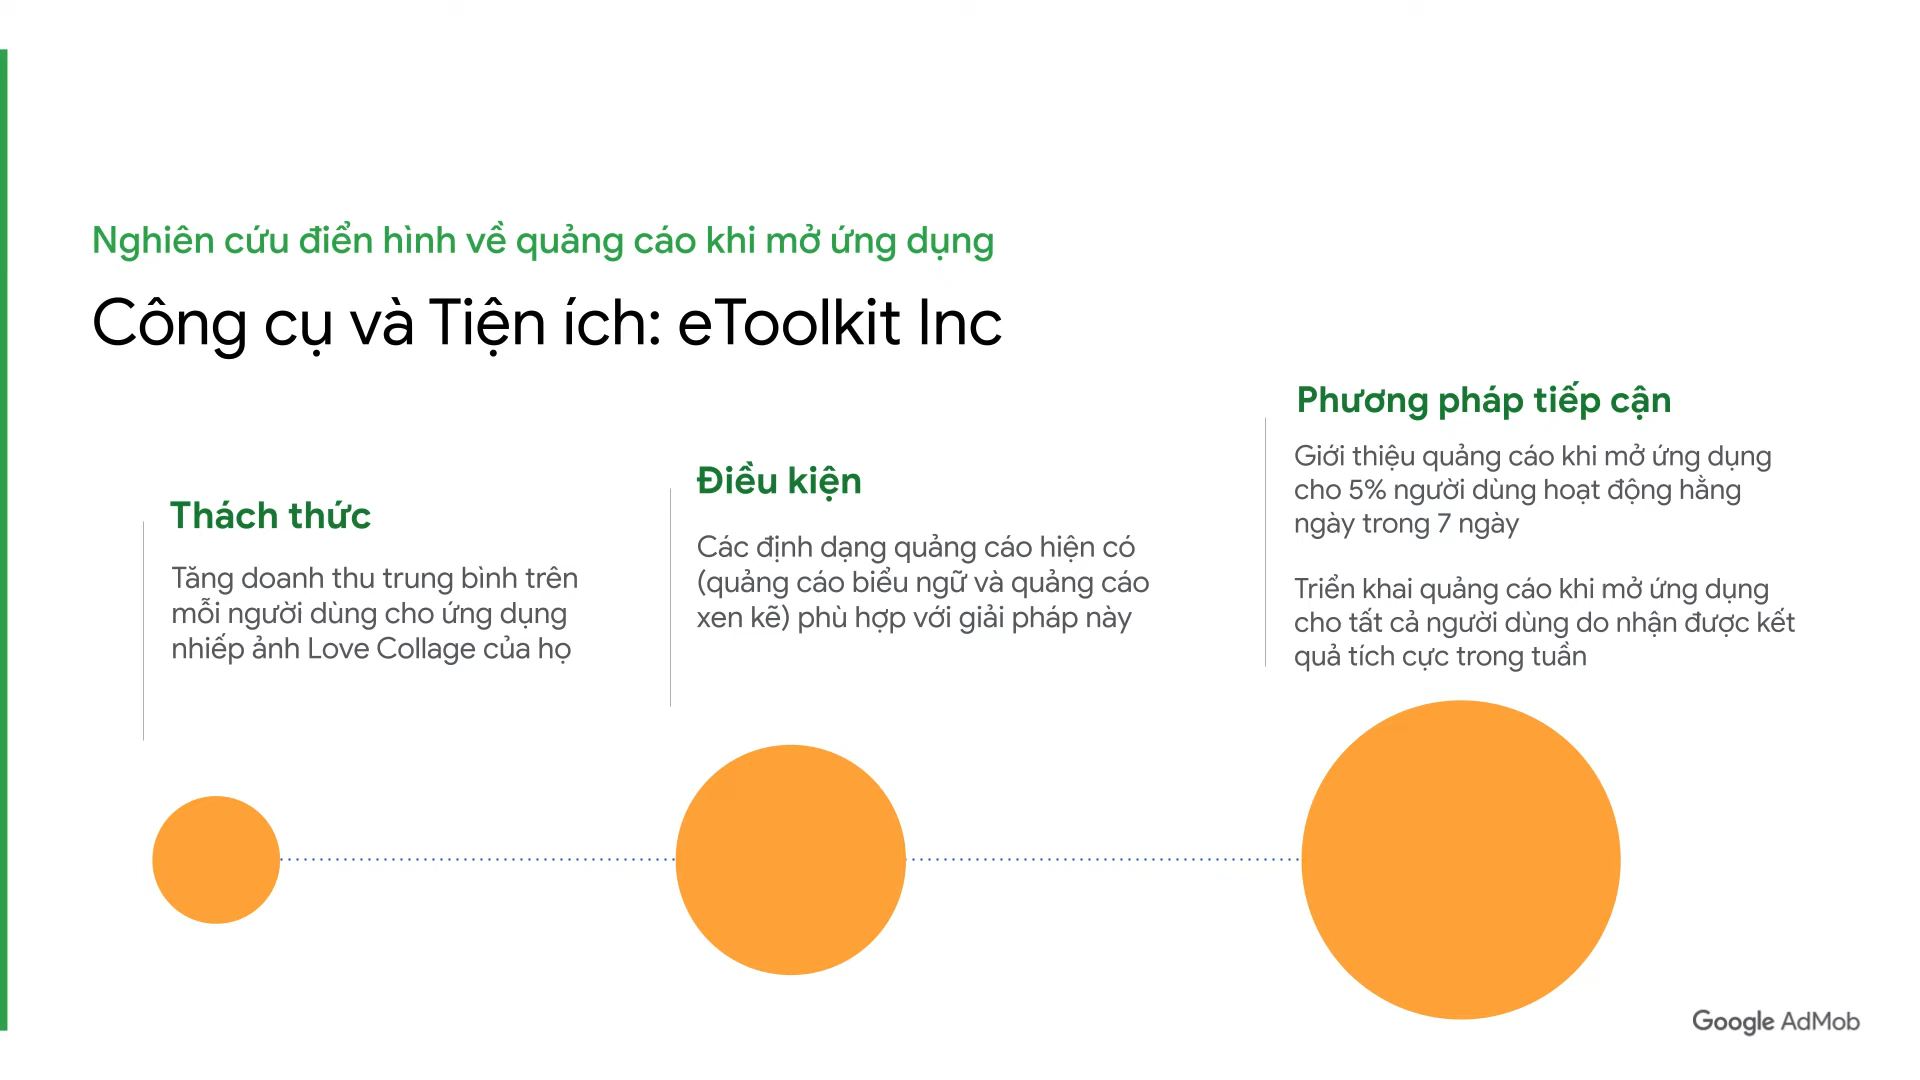 Nghiên cứu điển hình về quảng cáo khi mở ứng dụng
Công cụ và Tiện ích: eToolkit Inc
Thách thức
Tăng doanh thu trung bình trên
mỗi người dùng cho ứng dụng
nhiếp ảnh Love Collage của họ
Điều kiện
Các định dạng quảng cáo hiện có
(quảng cáo biểu ngữ và quảng cáo
xen kẽ) phù hợp với giải pháp này
Phương pháp tiếp cận
Giới thiệu quảng cáo khi mở ứng dụng
cho 5% người dùng hoạt động hằng
ngày trong 7 ngày
Triển khai quảng cáo khi mở ứng dụng
cho tất cả người dùng do nhận được kết
quả tích cực trong tuần
Google AdMob